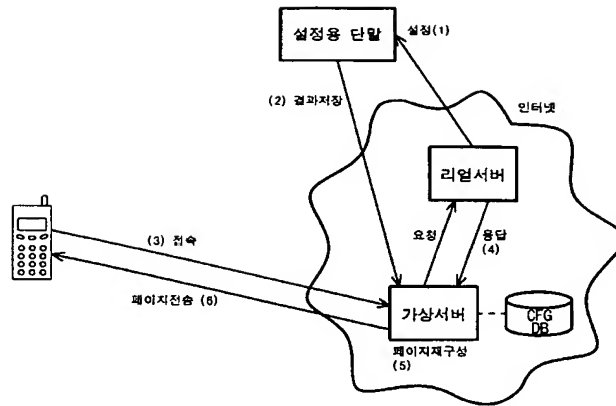 설정용 단말
설정(1)
(2) 결과저장
인터넷
리얼서버
(3) 접속
요청
응답
(4)
페이지전송 (6)
가상서버
CFG
DB
페이지재구성
(5)